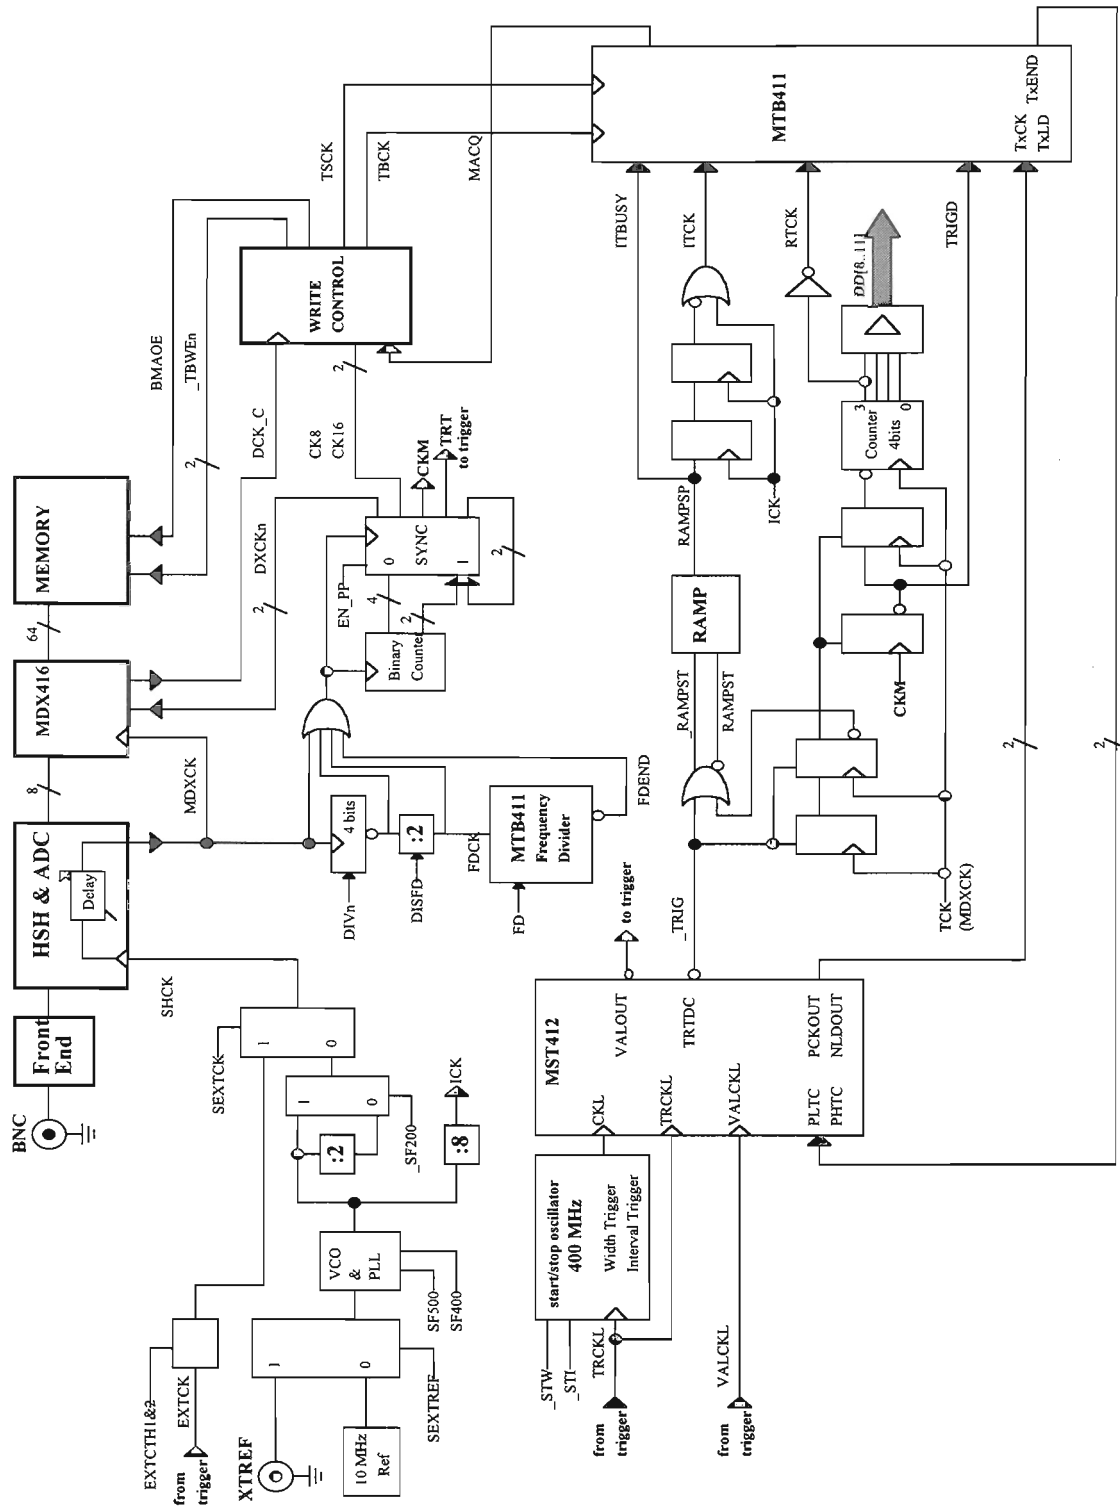 BNC
Front
End
HSH & ADC
Delay
8
MDX416
64
MEMORY
SHCK
MDXCK
BMAOE
_TBWEn
2
DCK_C
DXCKn
2
WRITE
CONTROL
TSCK
TBCK
MACQ
CK8
CK16
2
EXTCTH1&2
EXTCK
from
trigger
SEXTCK
1
0
1
0
:2
_SF200
:8
ICK
VCO
&
PLL
SF500
SF400
XTREF
10 MHz
Ref
1
0
SEXTREF
DIVn
4 bits
DISFD
:2
FDCK
FD
MTB411
Frequency
Divider
FDEND
Binary
Counter
4
2
EN_PP
0
SYNC
1
2
CKM
TRT
to trigger
_STW
_STI
TRCKL
from
trigger
start/stop oscillator
400 MHz
Width Trigger
Interval Trigger
VALCKL
from
trigger
MST412
CKL
TRCKL
VALCKL
PLTC
PHTC
VALOUT
TRTDC
PCKOUT
NLDOUT
to trigger
_TRIG
_RAMPST
RAMPST
RAMP
RAMPSP
ICK
ITBUSY
ITCK
RTCK
DD[8..11]
TRIGD
TCK
(MDXCK)
CKM
Counter
4bits
3
0
2
2
MTB411
TxCK
TxLD
TxEND